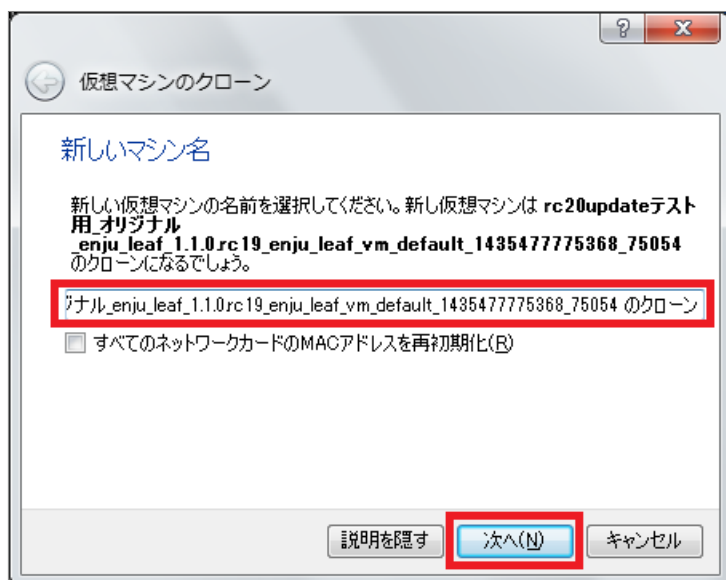 仮想マシンのクローン
新しいマシン名
新しい仮想マシンの名前を選択してください。新し仮想マシンは rc20updateテスト
用_オリジナル
_enju_leaf_1.1.0.rc19_enju_leaf_vm_default_1435477775368_75054
のクローンになるでしょう。
ジナル_enju_leaf_1.1.0.rc19_enju_leaf_vm_default_1435477775368_75054 のクローン
すべてのネットワークカードのMACアドレスを再初期化(R)
説明を隠す
次へ(N)
キャンセル